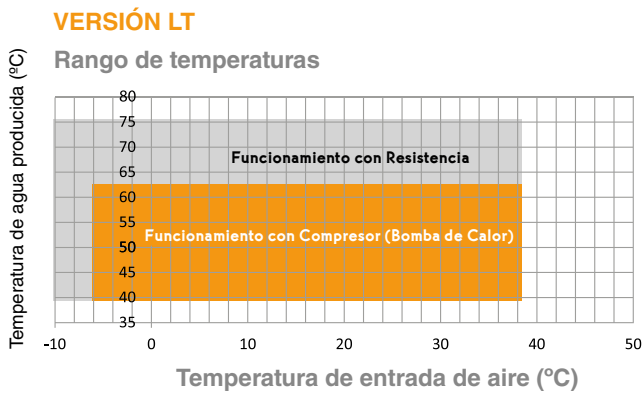 VERSIÓN LT
Rango de temperaturas
Temperatura de agua producida (ºC)
80
75
70
65
60
55
50
45
40
35
Funcionamiento con Resistencia
Funcionamiento con Compresor (Bomba de Calor)
-10 0 10 20 30 40 50
Temperatura de entrada de aire (ºC)